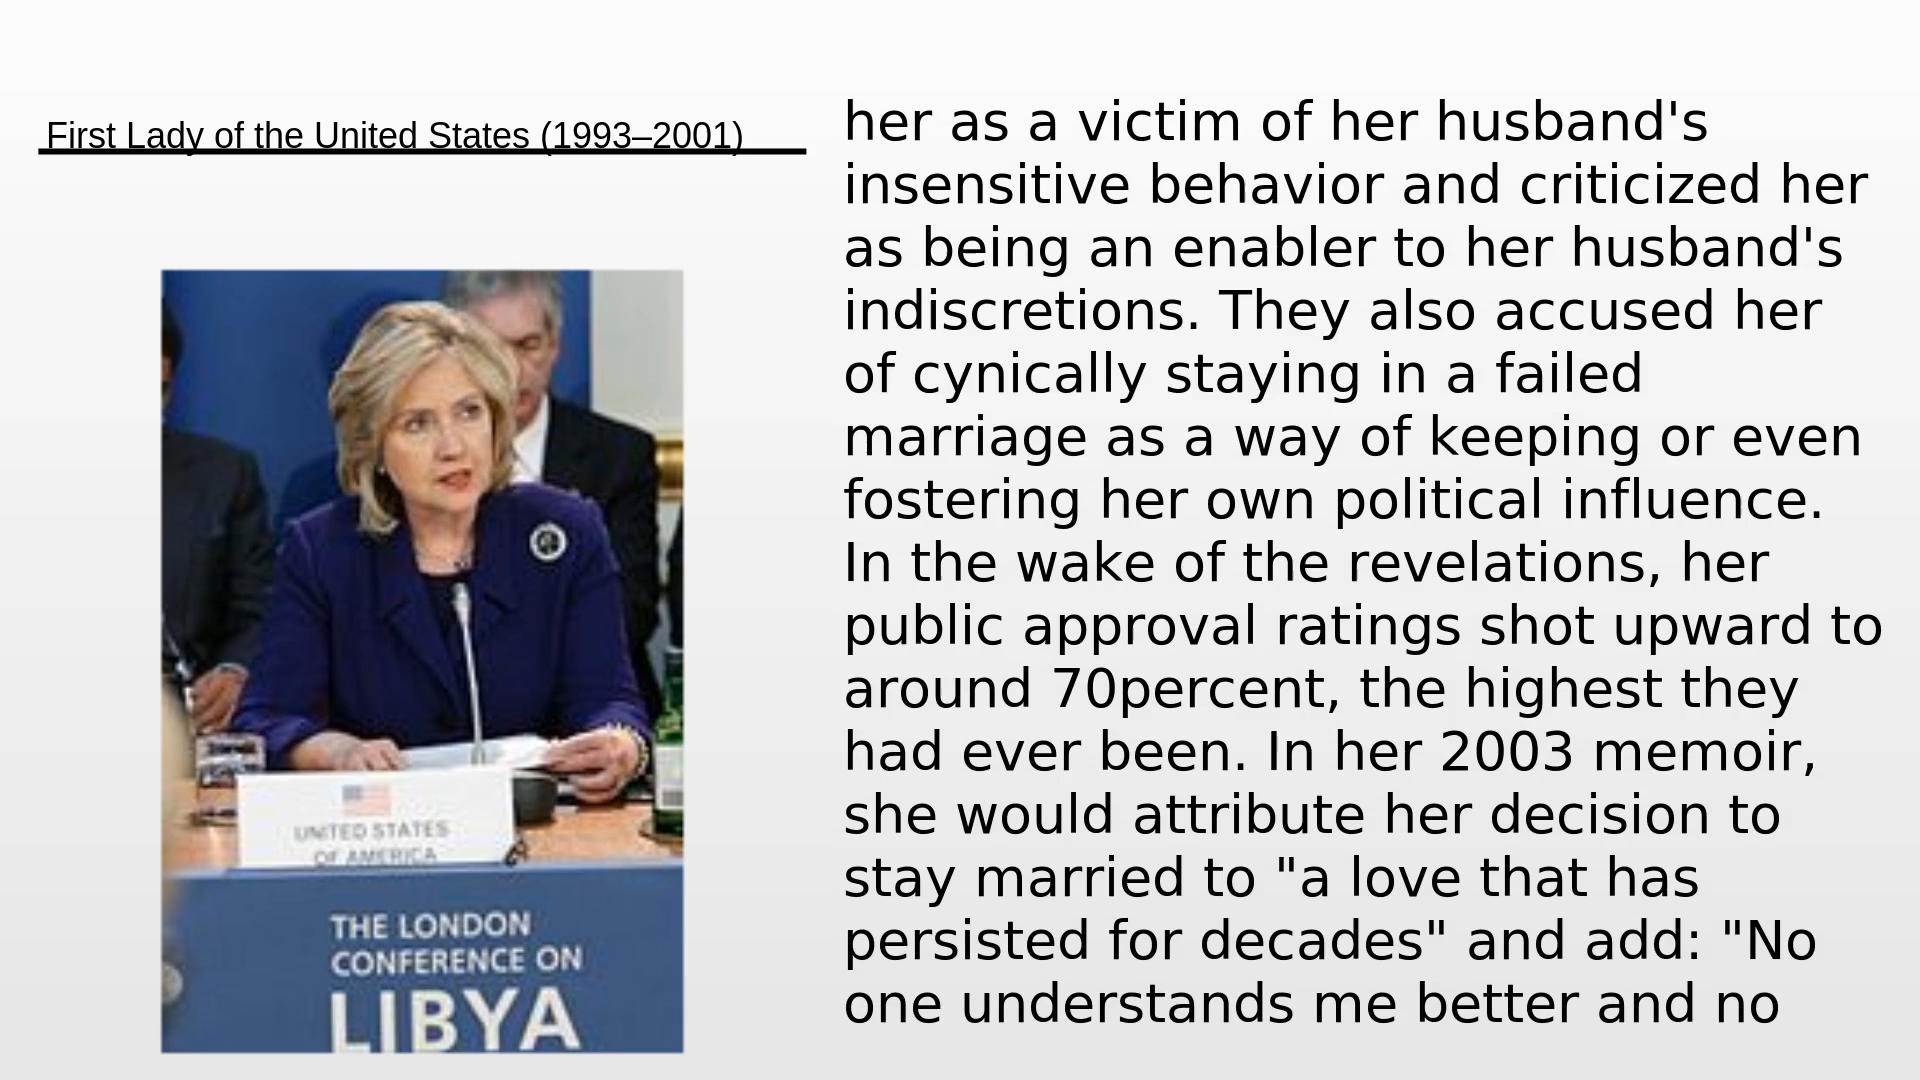 First Lady of the United States (1993–2001)
her as a victim of her husband's
insensitive behavior and criticized her
as being an enabler to her husband's
indiscretions. They also accused her
of cynically staying in a failed
marriage as a way of keeping or even
fostering her own political influence.
In the wake of the revelations, her
public approval ratings shot upward to
around 70percent, the highest they
had ever been. In her 2003 memoir,
she would attribute her decision to
stay married to "a love that has
persisted for decades" and add: "No
one understands me better and no
UNITED STATES
OF AMERICA
THE LONDON
CONFERENCE ON
LIBYA